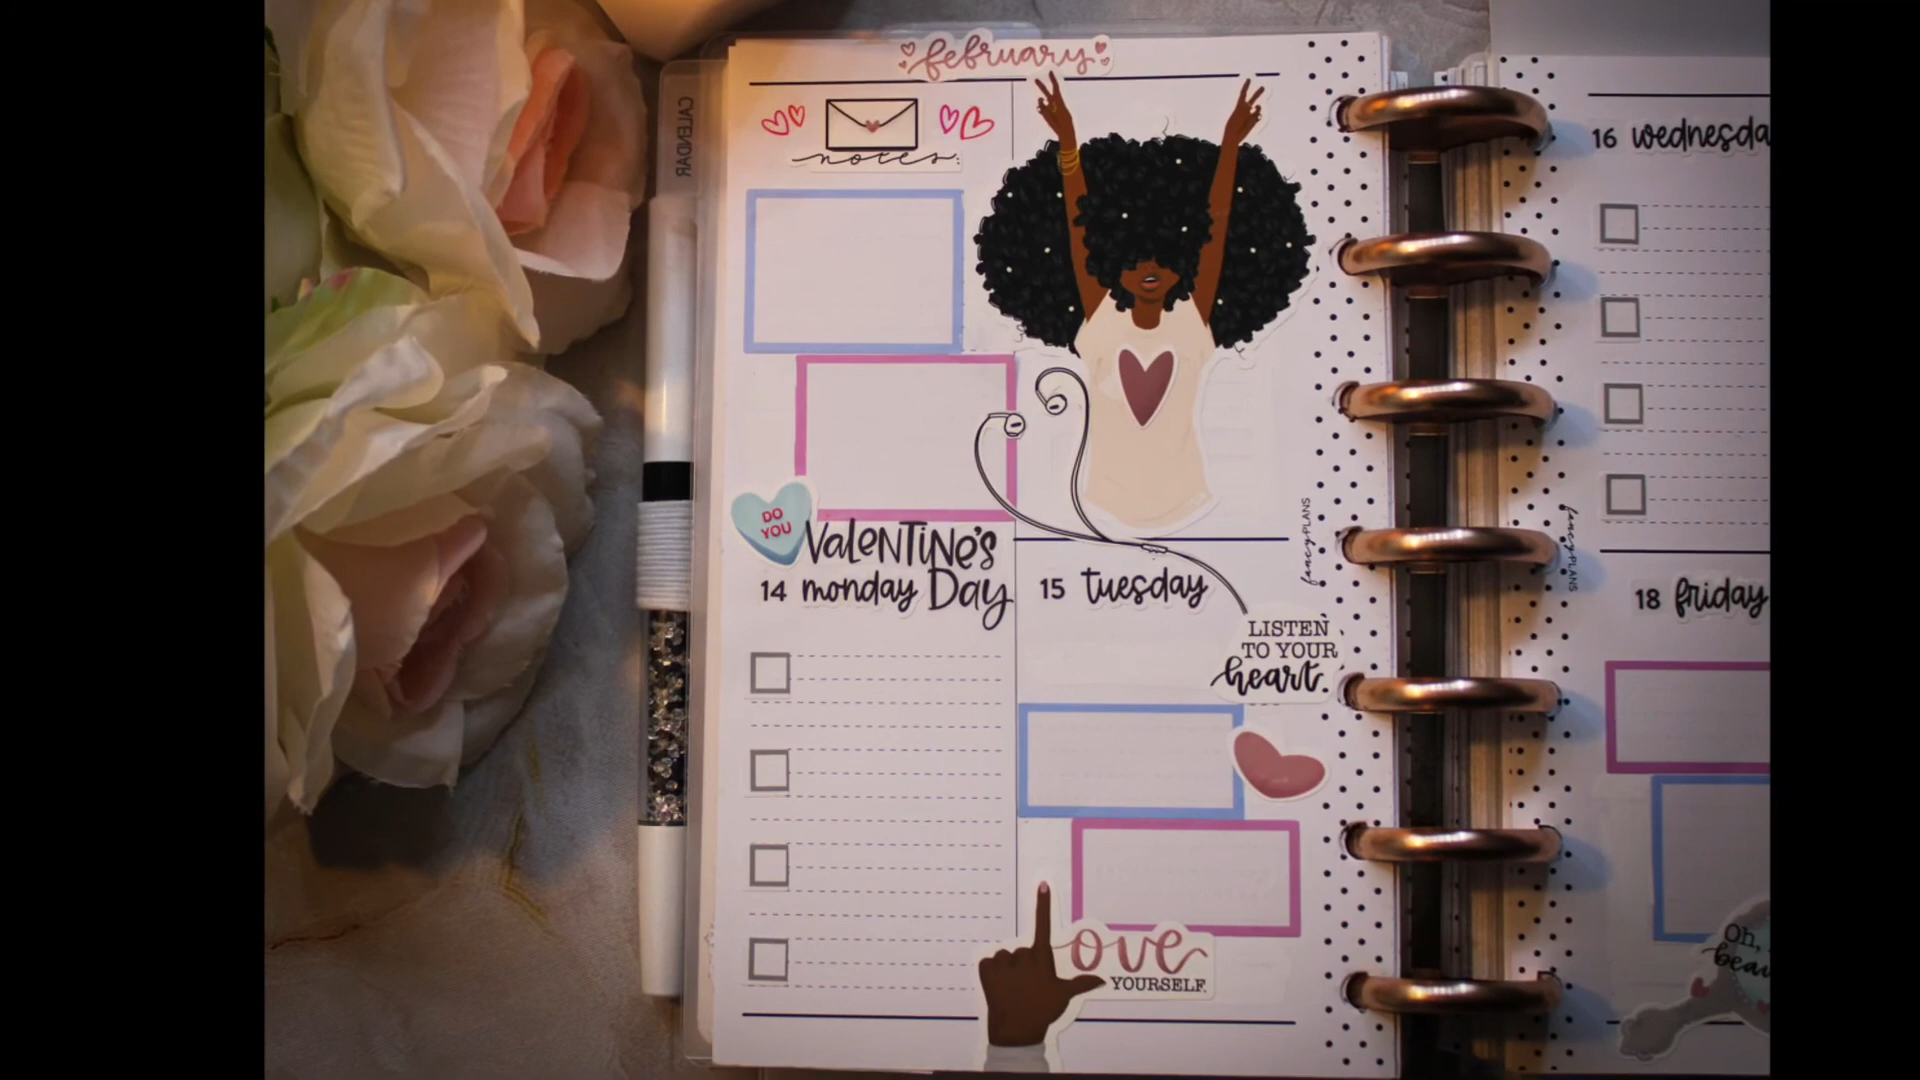 february
CALENDAR
notes:
DO
YOU
Valentine's
Day
14 monday
15 tuesday
LISTEN
TO YOUR
heart.
ove
YOURSELF.
fancyPLANS
fancyPLANS
16 wednesda
18 friday
Oh,
beau